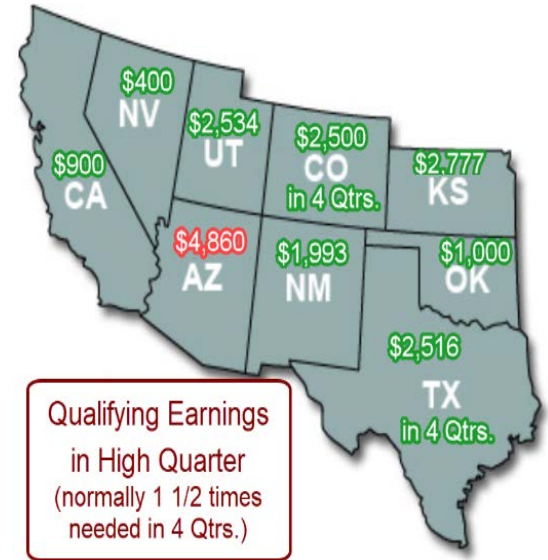 $400
NV
$2,534
UT
$2,500
CO
in 4 Qtrs.
$2,777
KS
$900
CA
$4,860
AZ
$1,993
NM
$1,000
OK
$2,516
TX
in 4 Qtrs.
Qualifying Earnings
in High Quarter
(normally 1 1/2 times
needed in 4 Qtrs.)